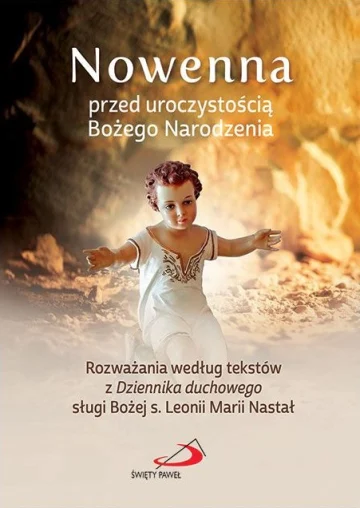 Nowenna
przed uroczystością
Bożego Narodzenia
Rozważania według tekstów
z Dziennika duchowego
sługi Bożej s. Leonii Marii Nastał
ŚWIĘTY PAWEŁ